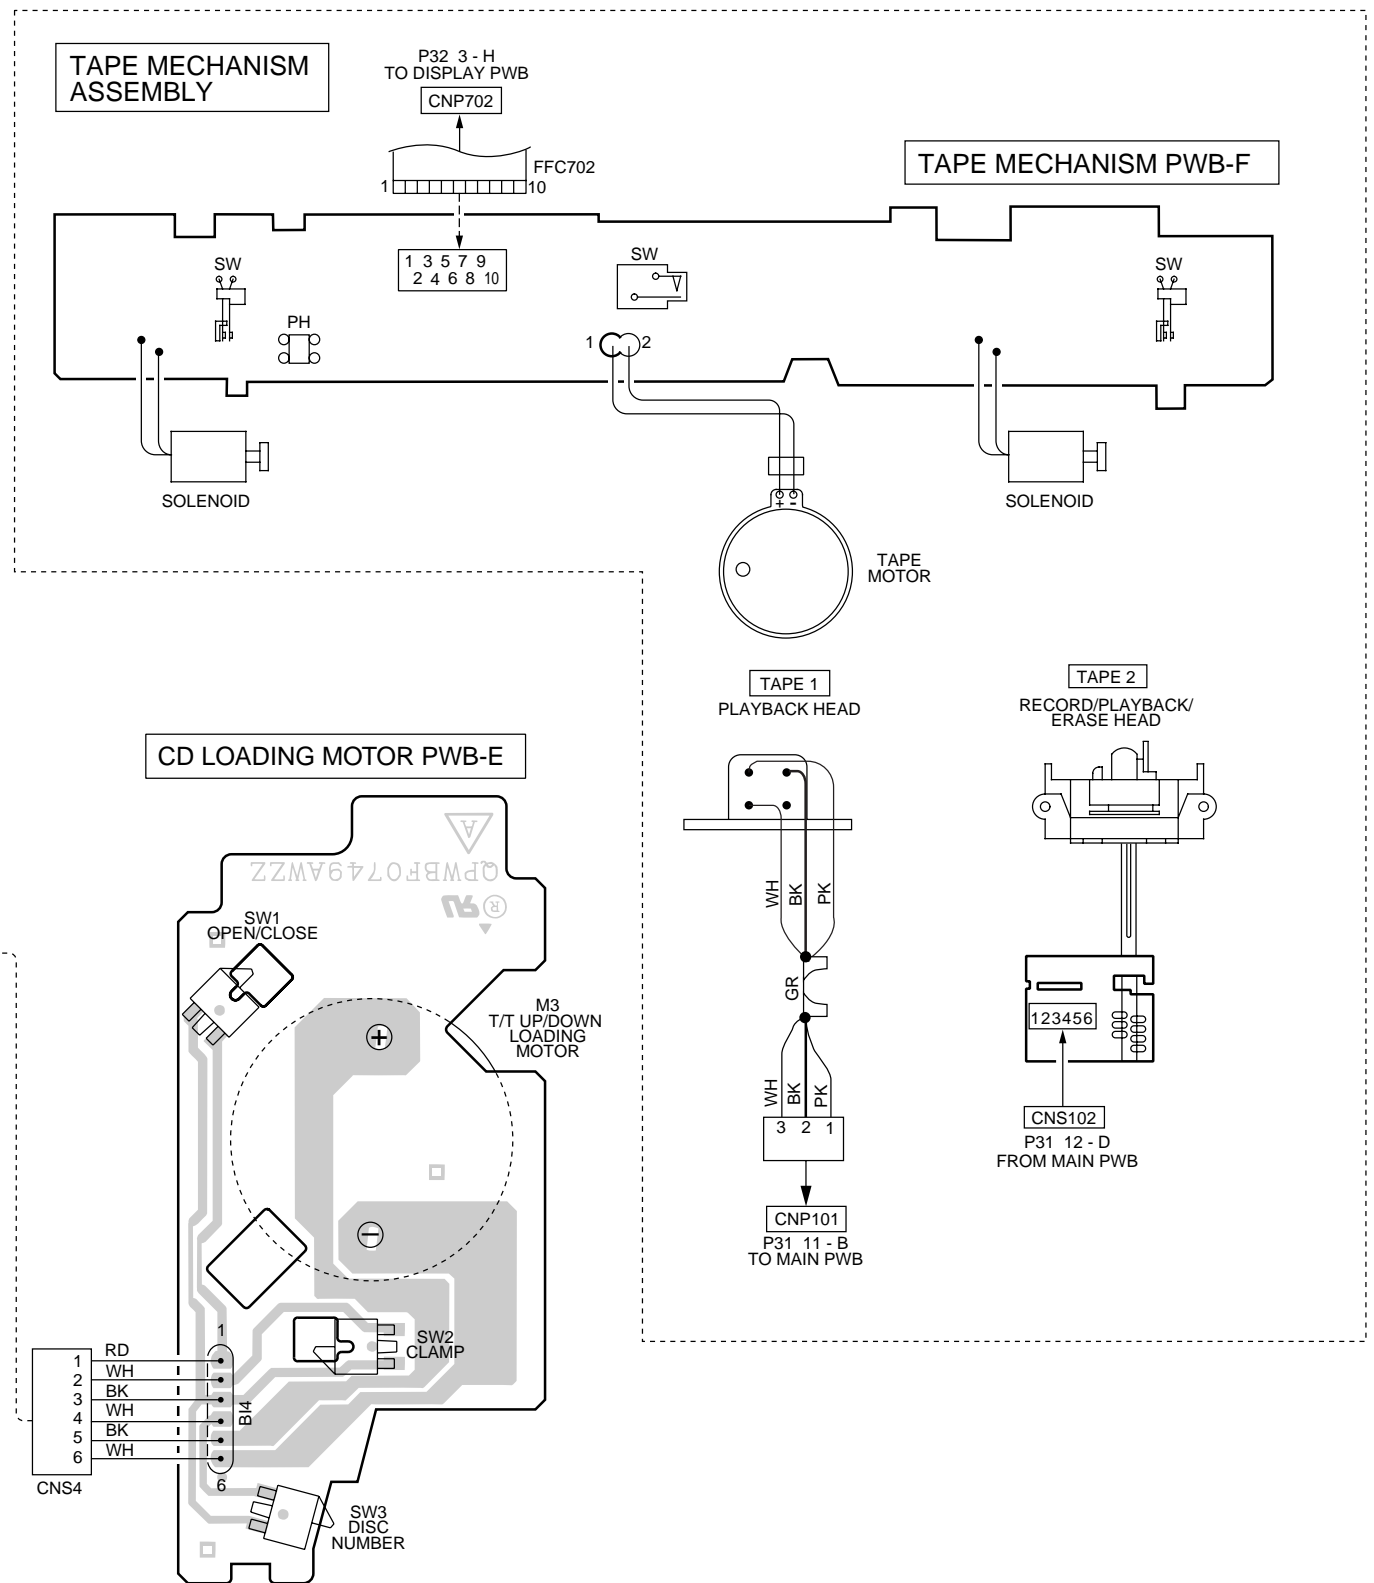 TAPE MECHANISM
ASSEMBLY
P32 3 - H
TO DISPLAY PWB
CNP702
FFC702
1
10
TAPE MECHANISM PWB-F
1 3 5 7 9
2 4 6 8 10
SW
SW
SW
PH
1
2
SOLENOID
SOLENOID
+ -
TAPE
MOTOR
TAPE 1
PLAYBACK HEAD
TAPE 2
RECORD/PLAYBACK/
ERASE HEAD
WH
BK
PK
GR
WH
BK
PK
3 2 1
CNP101
P31 11 - B
TO MAIN PWB
123456
CNS102
P31 12 - D
FROM MAIN PWB
CD LOADING MOTOR PWB-E
A
QPWBF0749AWZZ
R
SW1
OPEN/CLOSE
M3
T/T UP/DOWN
LOADING
MOTOR
+
−
SW2
CLAMP
1
BI4
6
1 RD
2 WH
3 BK
4 WH
5 BK
6 WH
CNS4
SW3
DISC
NUMBER